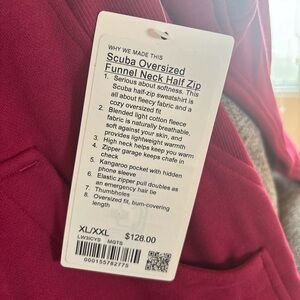 WHY WE MADE THIS
Scuba Oversized
Funnel Neck Half Zip
1. Serious about softness. This
Scuba half-zip sweatshirt is
all about fleecy fabric and a
cozy oversized fit
2. Blended light cotton fleece
fabric is naturally breathable,
soft against your skin, and
provides lightweight warmth
3. High neck helps keep you warm
4. Zipper garage keeps chafe in
check
5. Kangaroo pocket with hidden
phone sleeve
6. Elastic zipper pull doubles as
an emergency hair tie
7. Thumbholes
8. Oversized fit, bum-covering
length
XL/XXL $128.00
LW3ICYS MGTS
000155782775